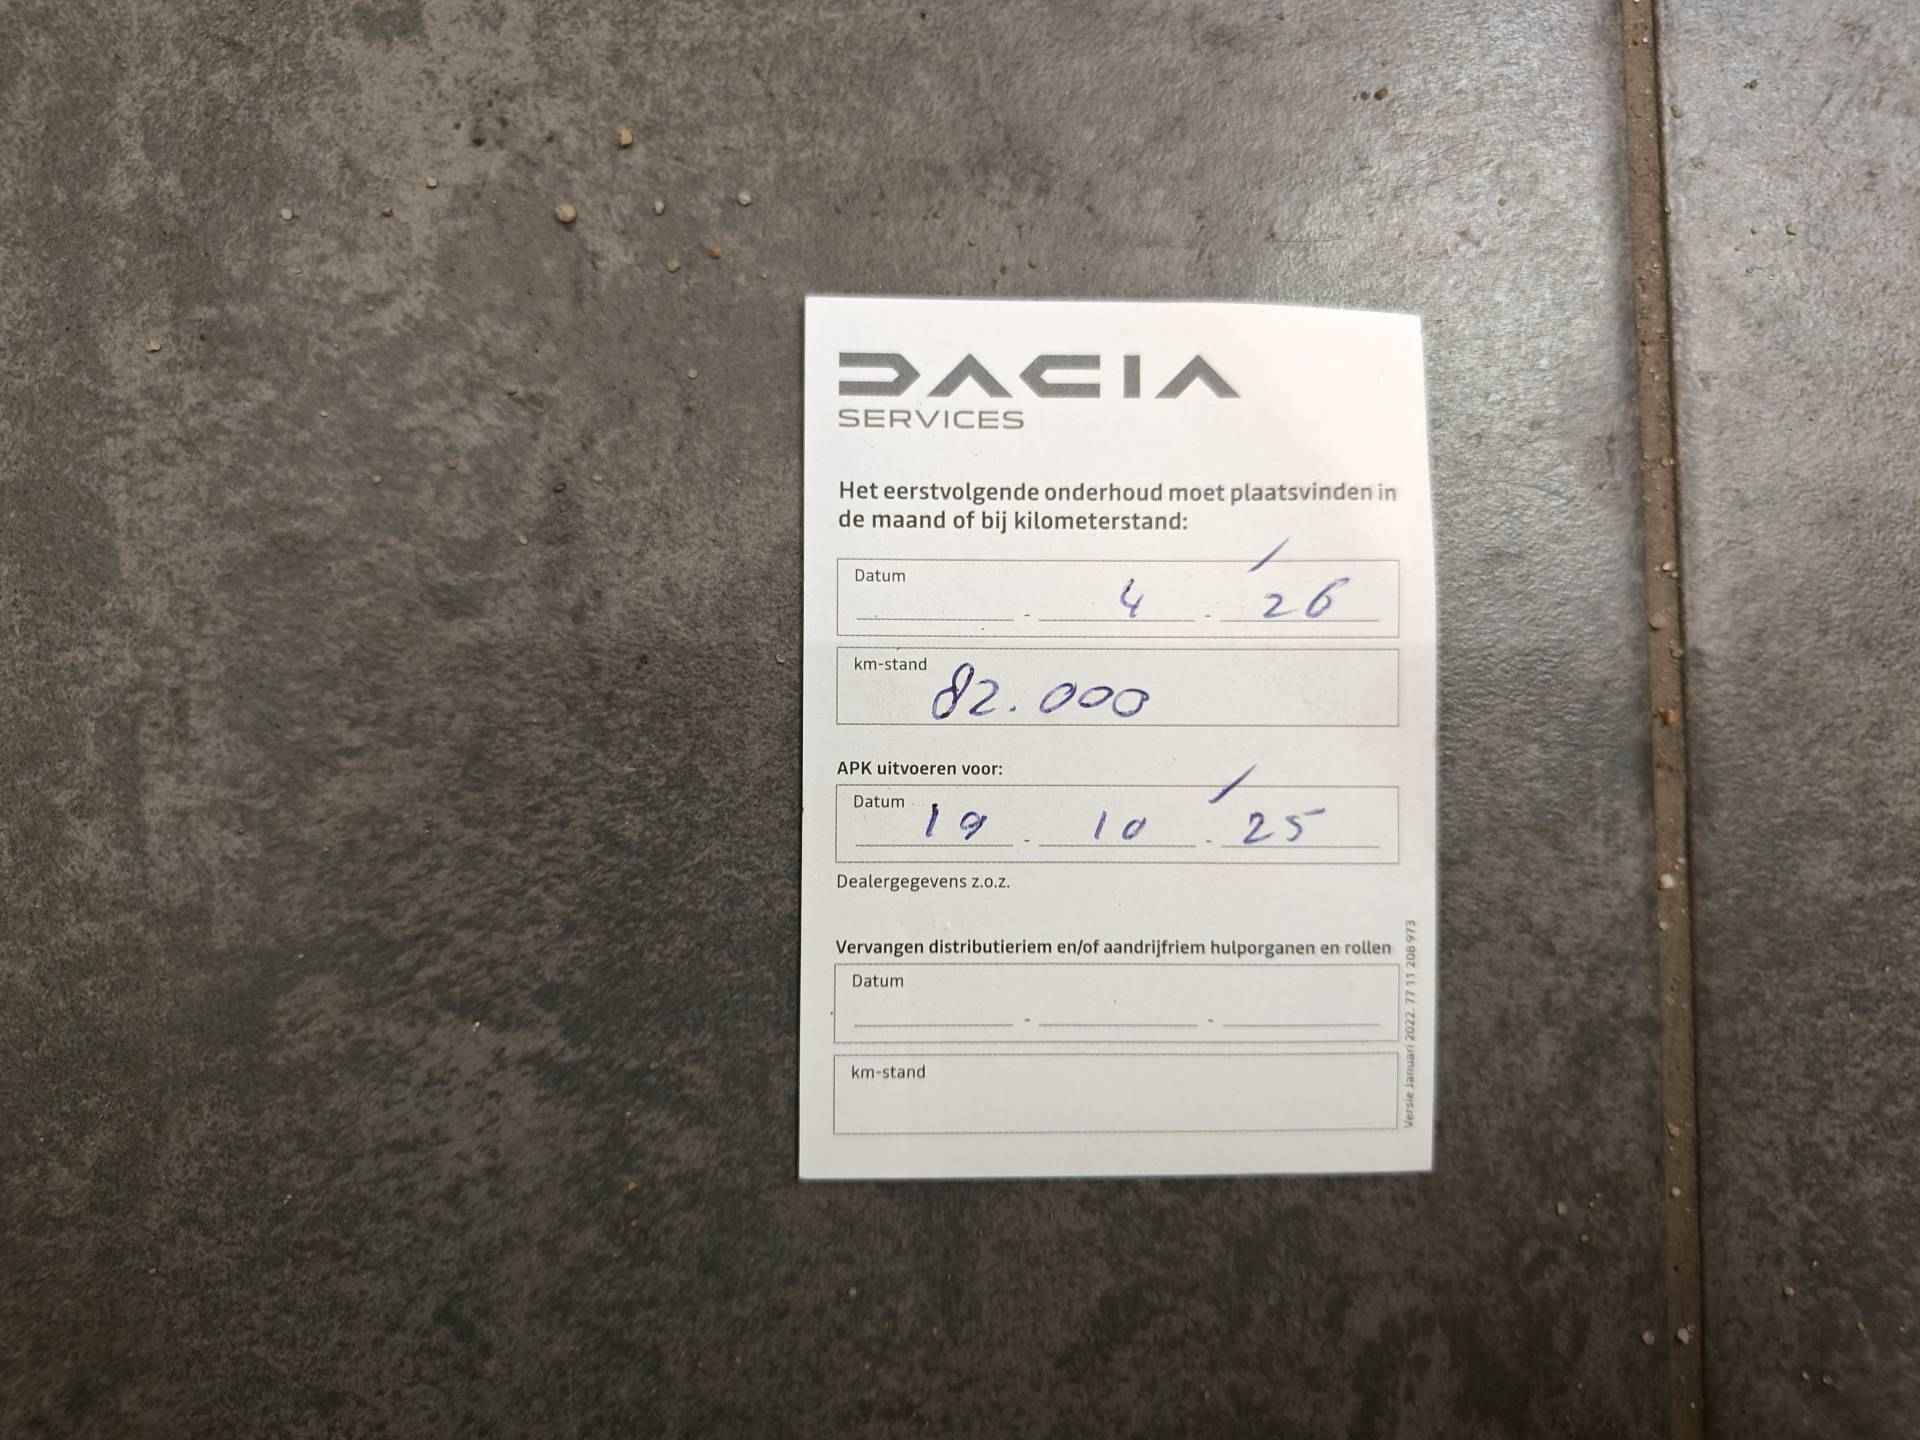 DACIA
SERVICES
Het eerstvolgende onderhoud moet plaatsvinden in
de maand of bij kilometerstand:
Datum
- 4 - 26
km-stand
82.000
APK uitvoeren voor:
Datum
19 - 10 - 25
Dealergegevens z.o.z.
Vervangen distributieriem en/of aandrijfriem hulporganen en rollen
Datum
- -
km-stand
Versie Januari 2022. 77 11 208 973